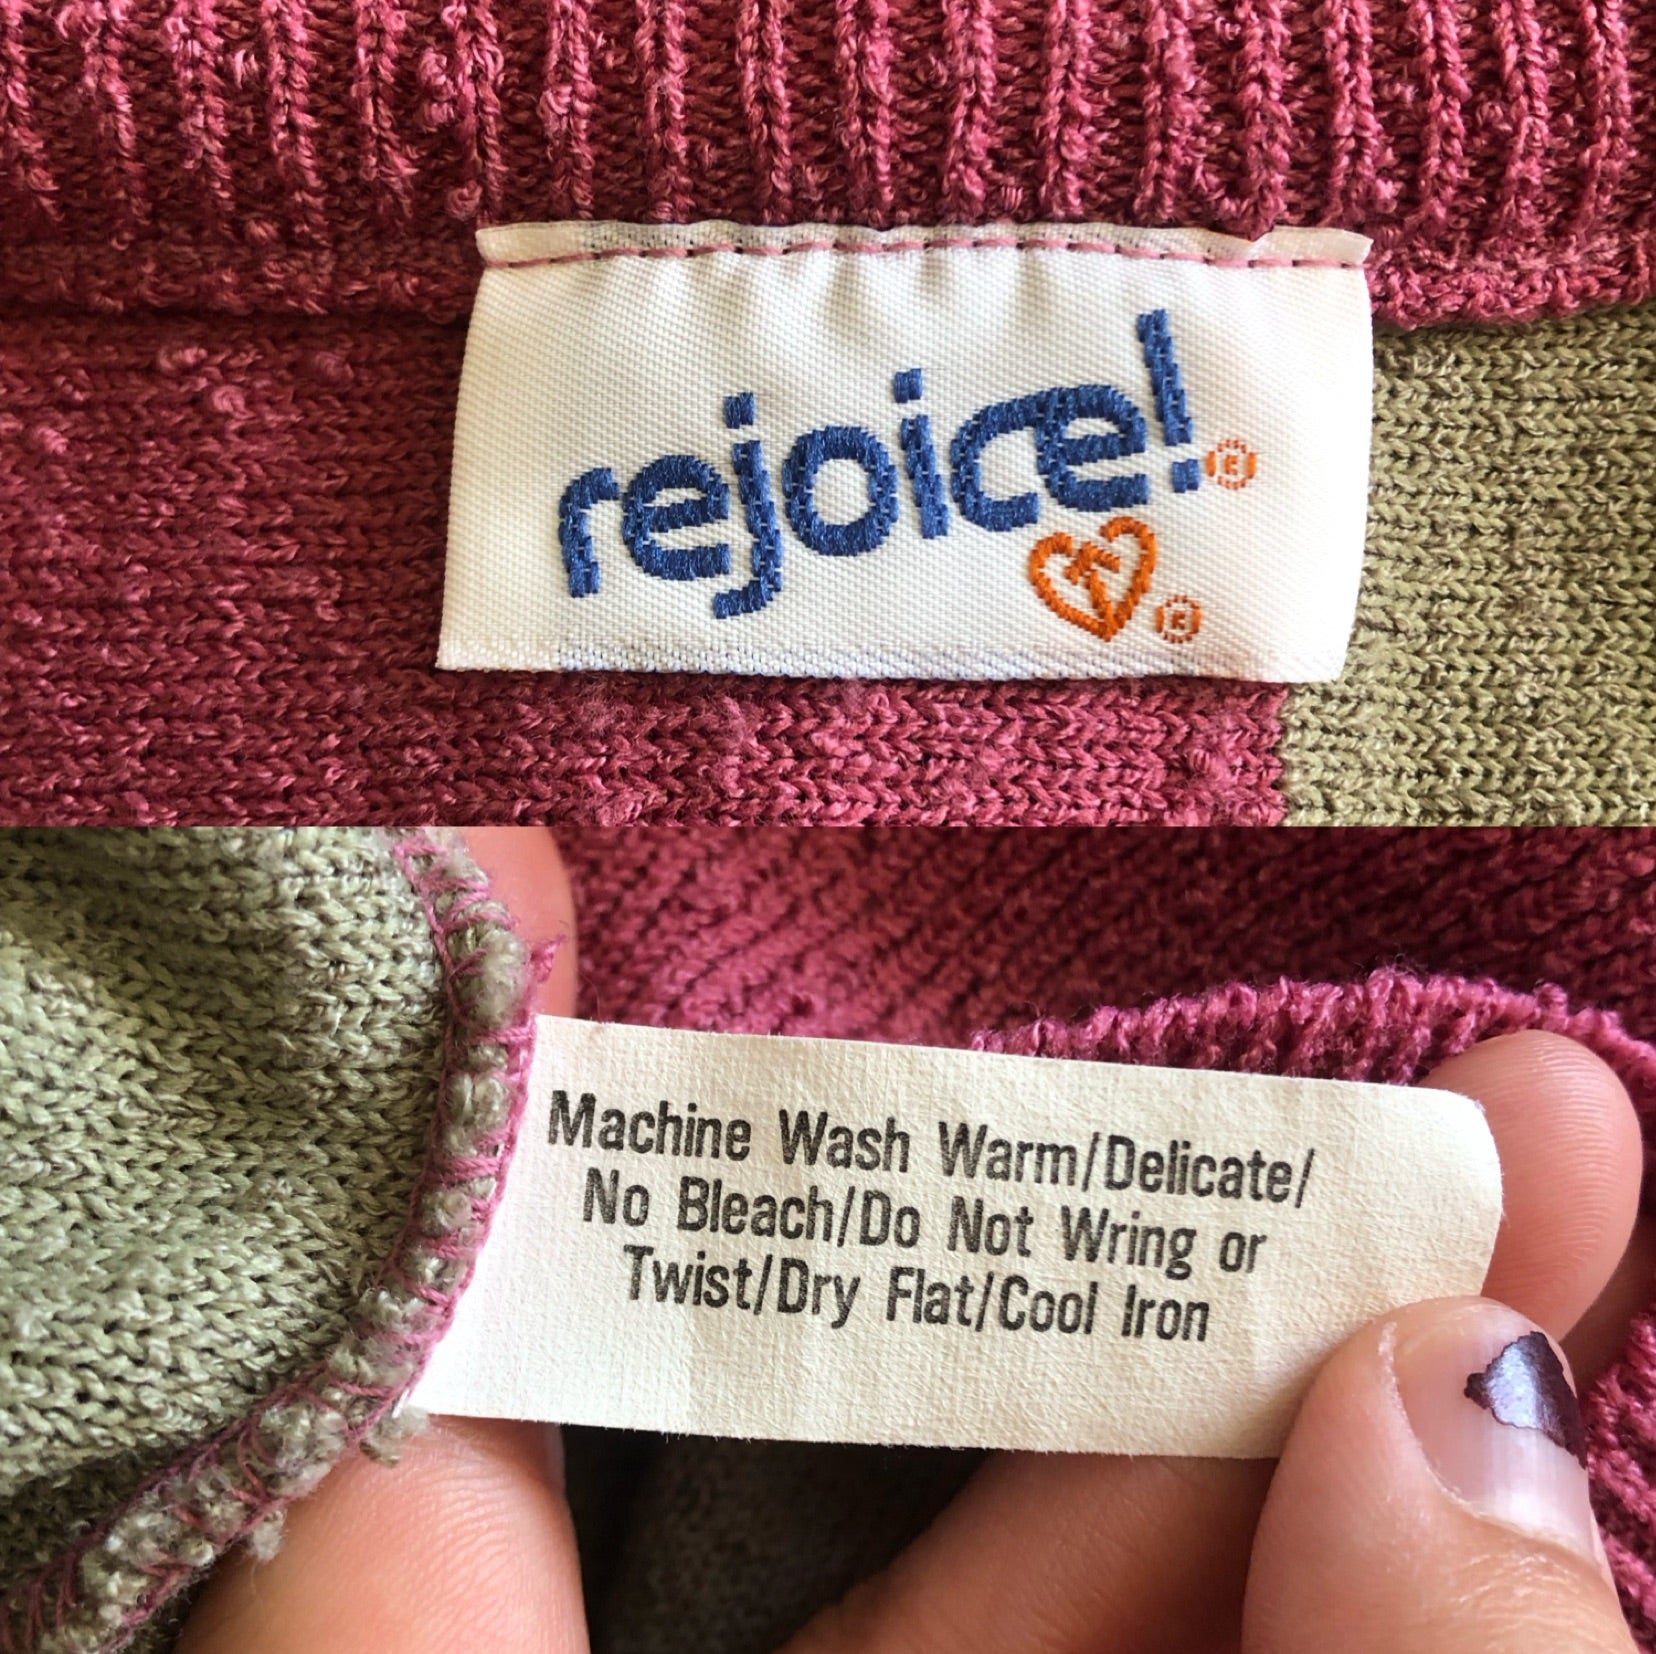 rejoice!®
®
Machine Wash Warm/Delicate/
No Bleach/Do Not Wring or
Twist/Dry Flat/Cool Iron